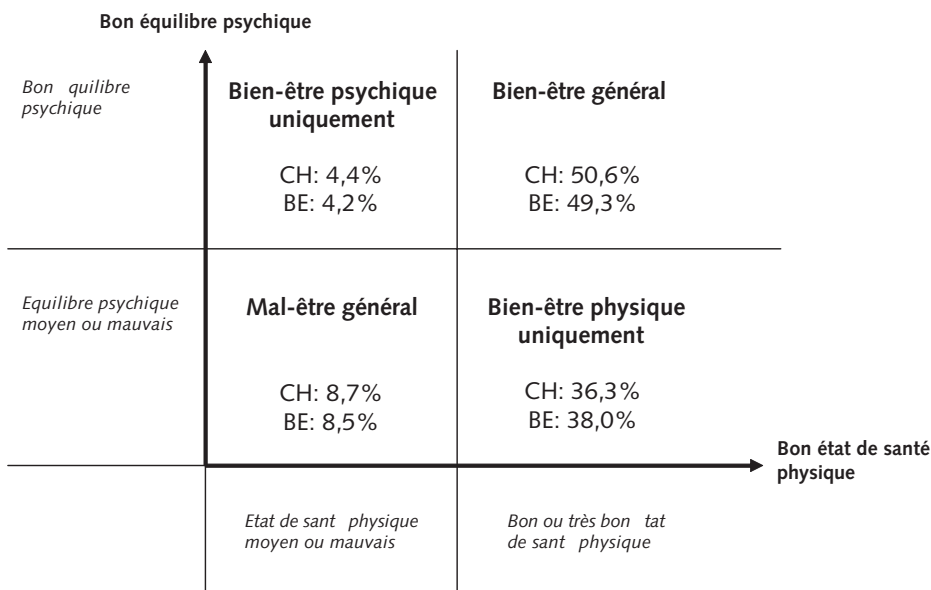 Bon équilibre psychique
Bon quilibre
psychique
Bien-être psychique
uniquement
CH: 4,4%
BE: 4,2%
Bien-être général
CH: 50,6%
BE: 49,3%
Equilibre psychique
moyen ou mauvais
Mal-être général
CH: 8,7%
BE: 8,5%
Bien-être physique
uniquement
CH: 36,3%
BE: 38,0%
Bon état de santé
physique
Etat de sant physique
moyen ou mauvais
Bon ou très bon tat
de sant physique